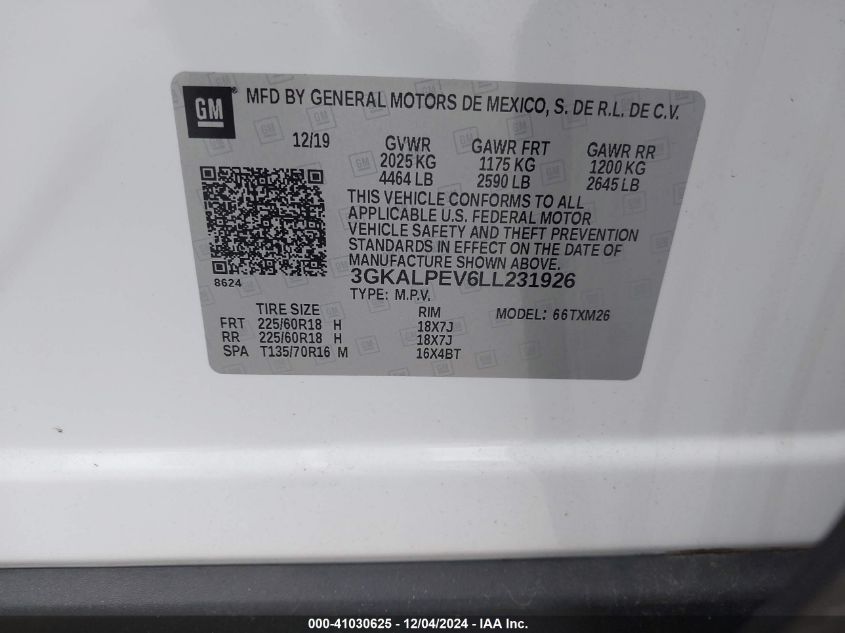 GM
MFD BY GENERAL MOTORS DE MEXICO, S. DE R.L. DE C.V.
12/19 GVWR GAWR FRT GAWR RR
2025 KG 1175 KG 1200 KG
4464 LB 2590 LB 2645 LB
THIS VEHICLE CONFORMS TO ALL
APPLICABLE U.S. FEDERAL MOTOR
VEHICLE SAFETY AND THEFT PREVENTION
STANDARDS IN EFFECT ON THE DATE OF
MANUFACTURE SHOWN ABOVE.
8624
3GKALPEV6LL231926
TYPE: M.P.V.
TIRE SIZE RIM MODEL: 66TXM26
FRT 225/60R18 H 18X7J
RR 225/60R18 H 18X7J
SPA T135/70R16 M 16X4BT
000-41030625 - 12/04/2024 - IAA Inc.